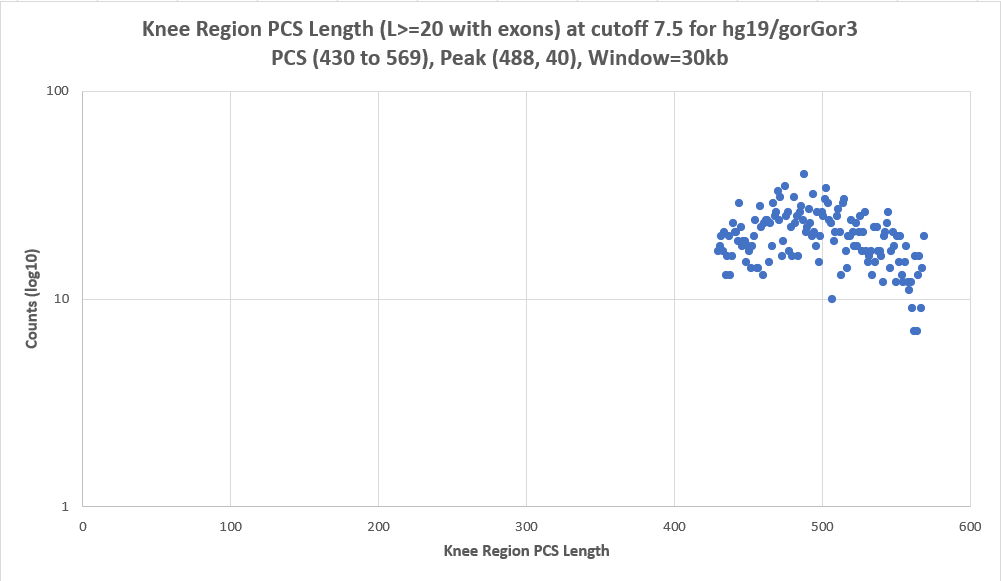 Knee Region PCS Length (L>=20 with exons) at cutoff 7.5 for hg19/gorGor3
PCS (430 to 569), Peak (488, 40), Window=30kb
100
10
1
Counts (log10)
0 100 200 300 400 500 600
Knee Region PCS Length